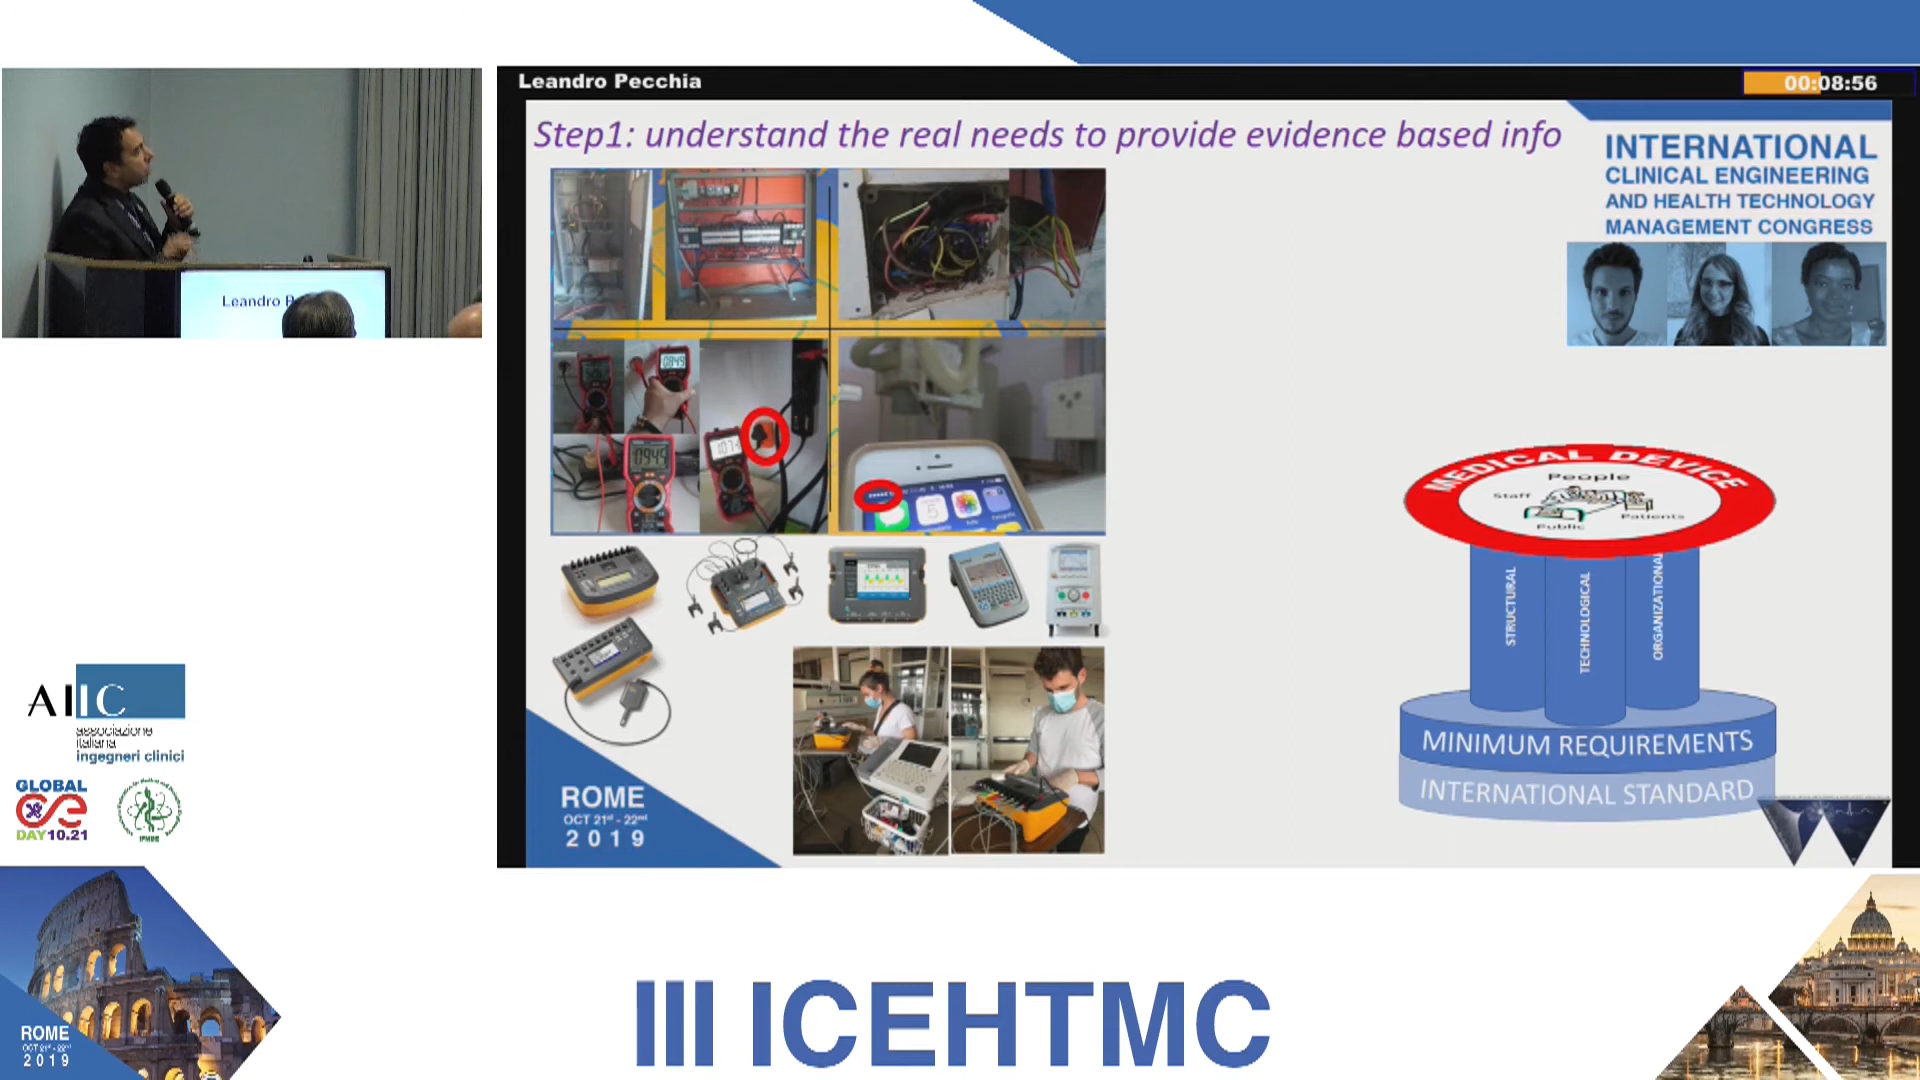 Leandro Pecchia
00:08:56
Step1: understand the real needs to provide evidence based info
INTERNATIONAL
CLINICAL ENGINEERING
AND HEALTH TECHNOLOGY
MANAGEMENT CONGRESS
Leandro P
MEDICAL DEVICE
People
Staff
Patients
Public
STRUCTURAL
TECHNOLOGICAL
ORGANIZATIONAL
MINIMUM REQUIREMENTS
INTERNATIONAL STANDARD
ROME
OCT 21st - 22nd
2019
AIIC
associazione
italiana
ingegneri clinici
GLOBAL
CE
DAY 10.21
IFMBE
ROME
OCT 21st - 22nd
2019
III ICEHTMC